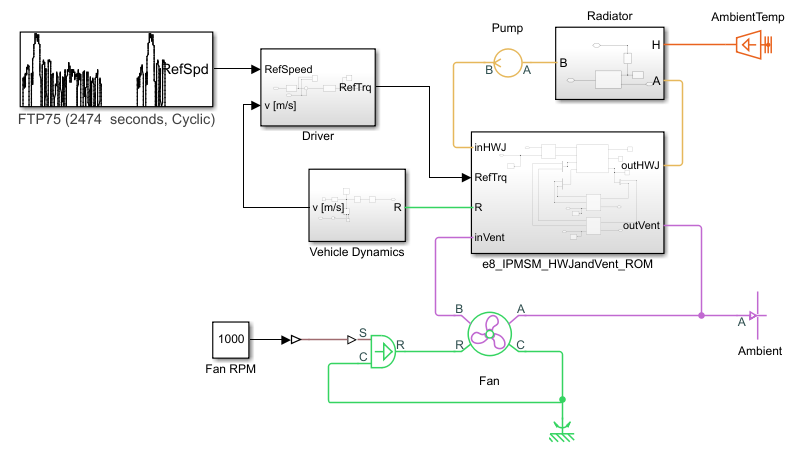 Pump
Radiator
AmbientTemp
RefSpd
RefSpeed
RefTrq
v [m/s]
B
A
B
H
A
FTP75 (2474 seconds, Cyclic)
Driver
inHWJ
outHWJ
RefTrq
v [m/s]
R
R
outVent
inVent
Vehicle Dynamics
e8_IPMSM_HWJandVent_ROM
B
A
A
1000
S
C
R
R
C
Ambient
Fan RPM
Fan